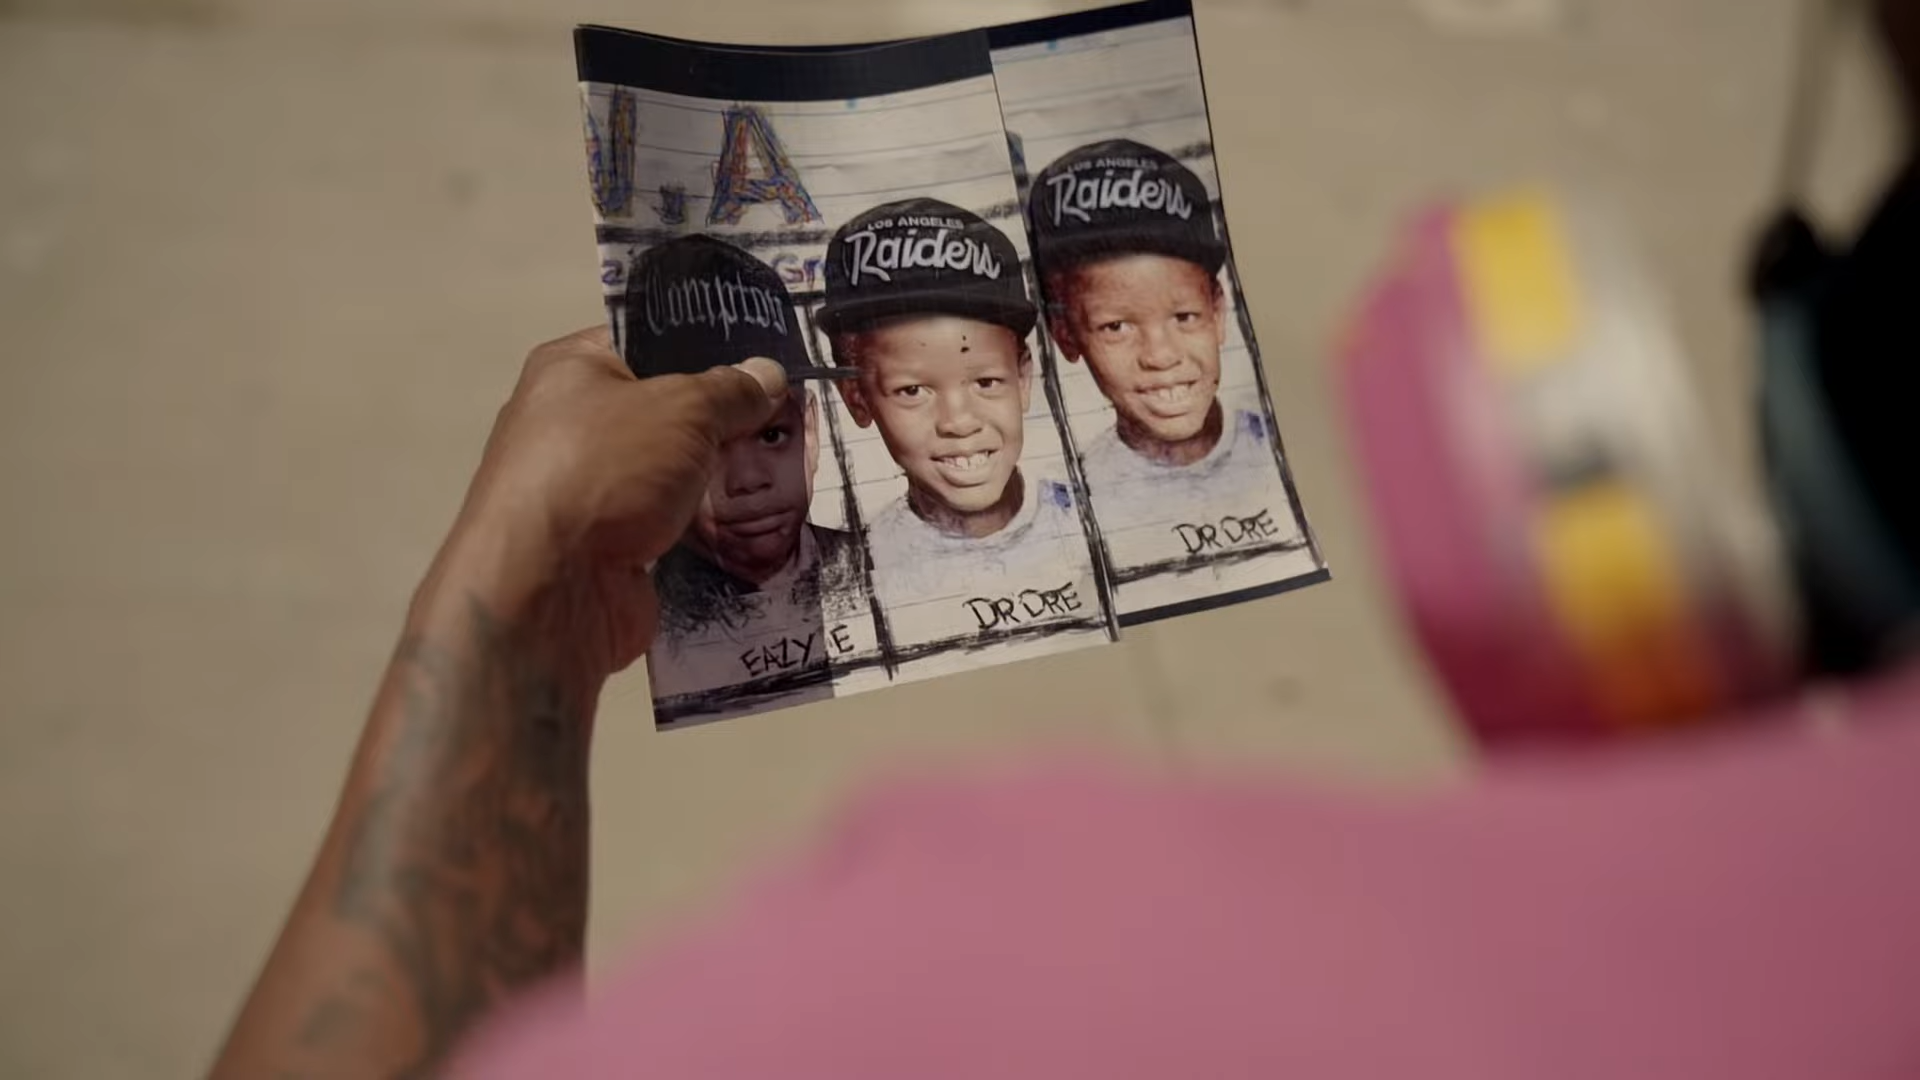 .A
Compton
LOS ANGELES
Raiders
LOS ANGELES
Raiders
EAZY E
DR DRE
DR DRE